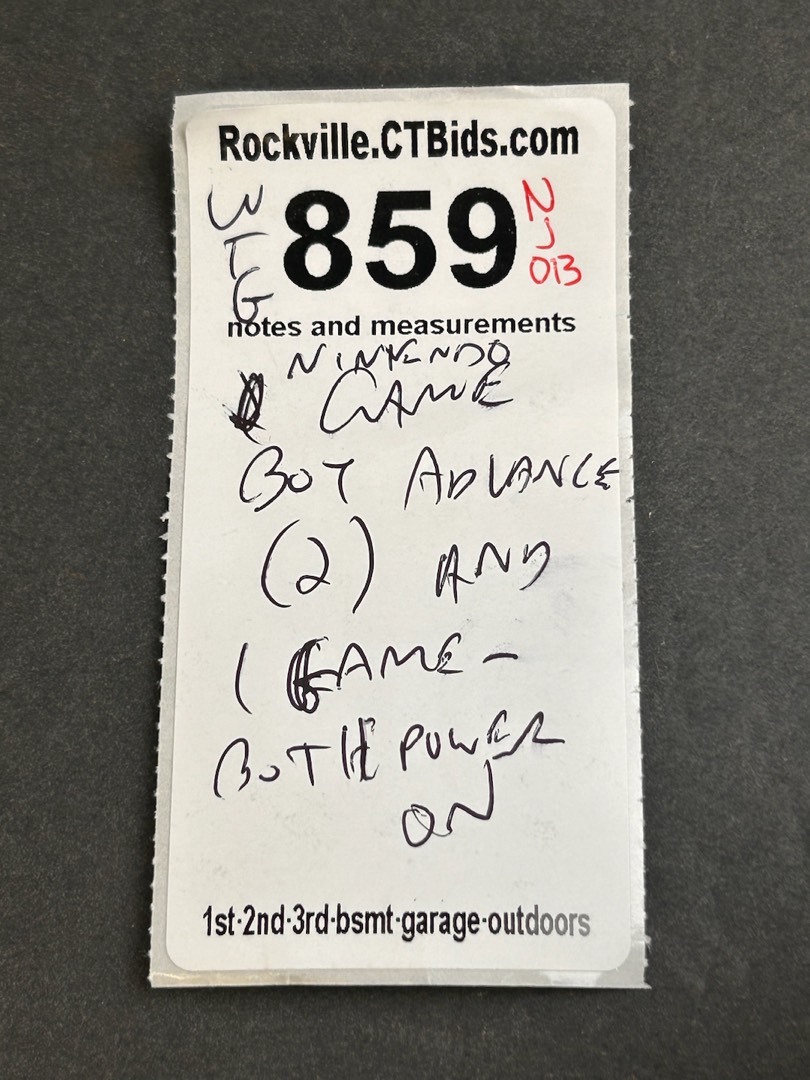 Rockville.CTBids.com
WTG
859
NJ
013
notes and measurements
NINTENDO
GAME
BOY ADVANCE
(2) AND
1 GAME-
BOTH POWER
ON
1st·2nd·3rd·bsmt·garage·outdoors